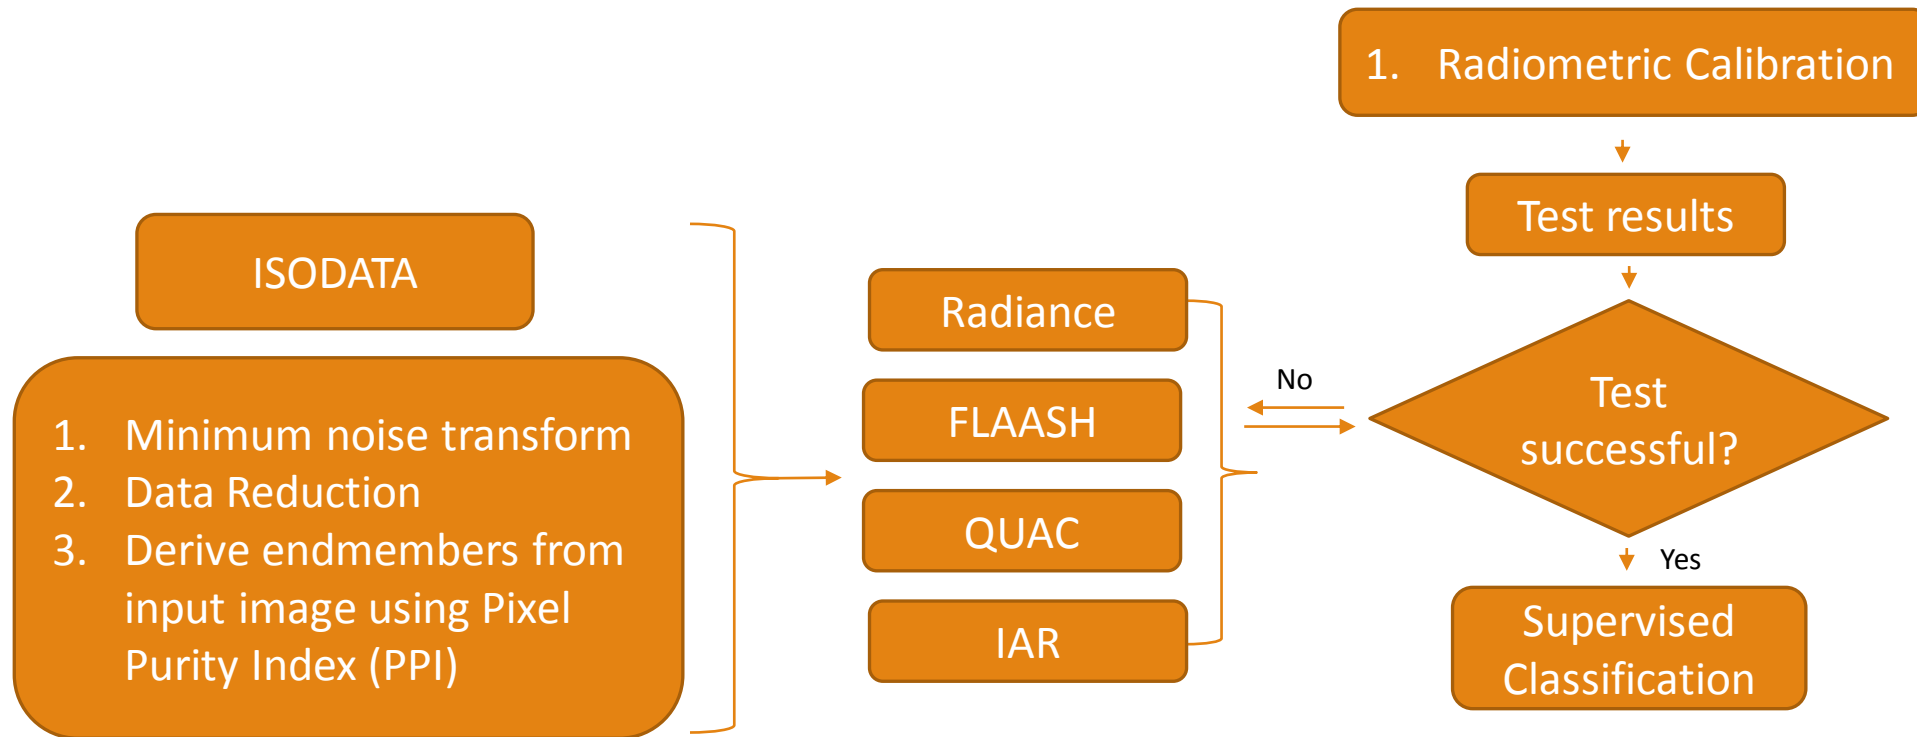 1. Radiometric Calibration
Test results
ISODATA
Radiance
No
Test
successful?
FLAASH
1. Minimum noise transform
2. Data Reduction
3. Derive endmembers from
input image using Pixel
Purity Index (PPI)
QUAC
Yes
IAR
Supervised
Classification